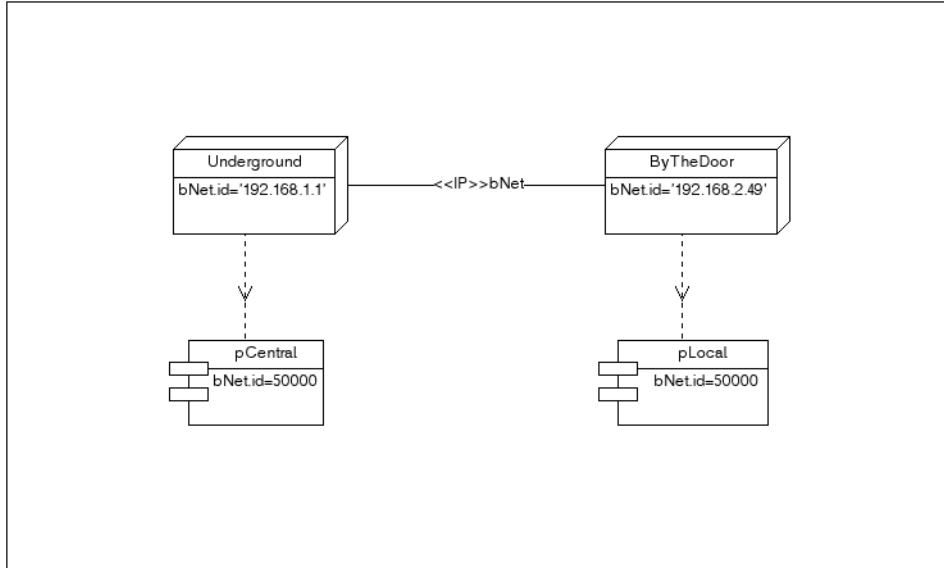 Underground
bNet.id='192.168.1.1'
<<IP>>bNet
ByTheDoor
bNet.id='192.168.2.49'
pCentral
bNet.id=50000
pLocal
bNet.id=50000